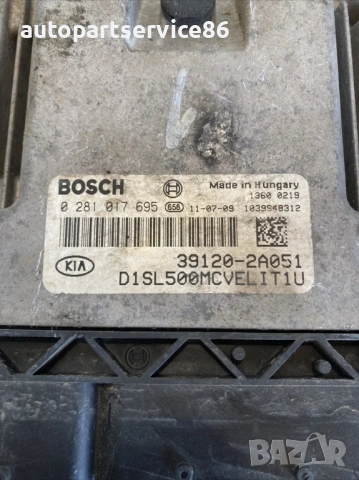 autopartservice86
BOSCH
Made in Hungary
1360 0219
0 281 017 695 656 11-07-09 1039S48312
KIA
39120-2A051
D1SL500MCVELIT1U
BAZAR